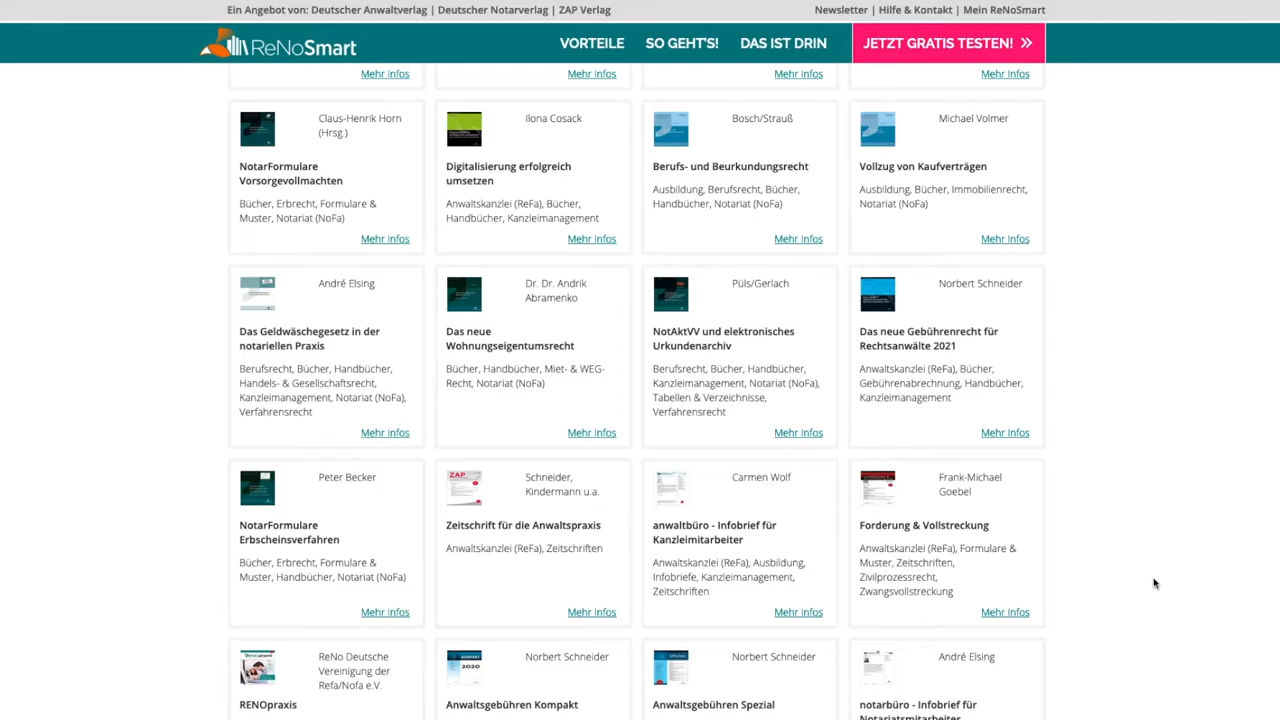 Ein Angebot von: Deutscher Anwaltverlag | Deutscher Notarverlag | ZAP Verlag
Newsletter | Hilfe & Kontakt | Mein ReNoSmart
ReNoSmart
VORTEILE
SO GEHT'S!
DAS IST DRIN
JETZT GRATIS TESTEN! »
Mehr Infos
Mehr Infos
Mehr Infos
Mehr Infos
Claus-Henrik Horn
(Hrsg.)
NotarFormulare
Vorsorgevollmachten
Bücher, Erbrecht, Formulare &
Muster, Notariat (NoFa)
Mehr Infos
Ilona Cosack
Digitalisierung erfolgreich
umsetzen
Anwaltskanzlei (ReFa), Bücher,
Handbücher, Kanzleimanagement
Mehr Infos
Bosch/Strauß
Berufs- und Beurkundungsrecht
Ausbildung, Berufsrecht, Bücher,
Handbücher, Notariat (NoFa)
Mehr Infos
Michael Volmer
Vollzug von Kaufverträgen
Ausbildung, Bücher, Immobilienrecht,
Notariat (NoFa)
Mehr Infos
André Elsing
Das Geldwäschegesetz in der
notariellen Praxis
Berufsrecht, Bücher, Handbücher,
Handels- & Gesellschaftsrecht,
Kanzleimanagement, Notariat (NoFa),
Verfahrensrecht
Mehr Infos
Dr. Dr. Andrik
Abramenko
Das neue
Wohnungseigentumsrecht
Bücher, Handbücher, Miet- & WEG-
Recht, Notariat (NoFa)
Mehr Infos
Püls/Gerlach
NotAktVV und elektronisches
Urkundenarchiv
Berufsrecht, Bücher, Handbücher,
Kanzleimanagement, Notariat (NoFa),
Tabellen & Verzeichnisse,
Verfahrensrecht
Mehr Infos
Norbert Schneider
Das neue Gebührenrecht für
Rechtsanwälte 2021
Anwaltskanzlei (ReFa), Bücher,
Gebührenabrechnung, Handbücher,
Kanzleimanagement
Mehr Infos
Peter Becker
NotarFormulare
Erbscheinsverfahren
Bücher, Erbrecht, Formulare &
Muster, Handbücher, Notariat (NoFa)
Mehr Infos
ZAP
Schneider,
Kindermann u.a.
Zeitschrift für die Anwaltspraxis
Anwaltskanzlei (ReFa), Zeitschriften
Mehr Infos
Carmen Wolf
anwaltbüro - Infobrief für
Kanzleimitarbeiter
Anwaltskanzlei (ReFa), Ausbildung,
Infobriefe, Kanzleimanagement,
Zeitschriften
Mehr Infos
Frank-Michael
Goebel
Forderung & Vollstreckung
Anwaltskanzlei (ReFa), Formulare &
Muster, Zeitschriften,
Zivilprozessrecht,
Zwangsvollstreckung
Mehr Infos
ReNo Deutsche
Vereinigung der
Refa/Nofa e.V.
RENOpraxis
KOMPAKT
2020
Norbert Schneider
Anwaltsgebühren Kompakt
SPEZIAL
Norbert Schneider
Anwaltsgebühren Spezial
André Elsing
notarbüro - Infobrief für
Notariatsmitarbeiter